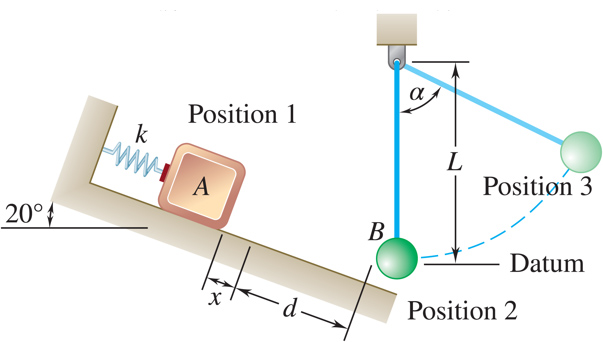 Position 1
k
α
A
L
Position 3
20°
B
Datum
x
d
Position 2